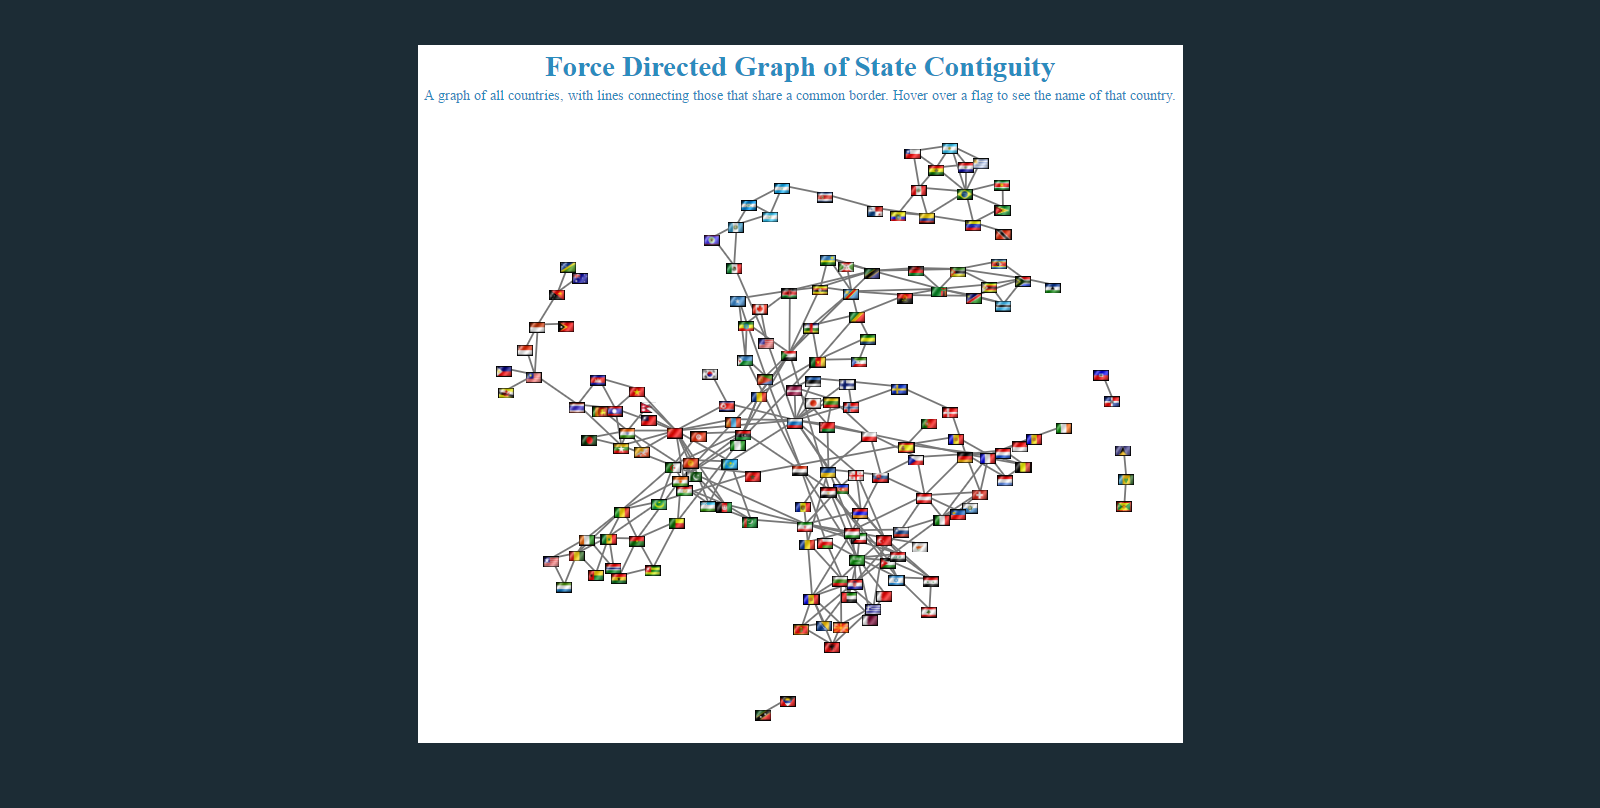 Force Directed Graph of State Contiguity
A graph of all countries, with lines connecting those that share a common border. Hover over a flag to see the name of that country.